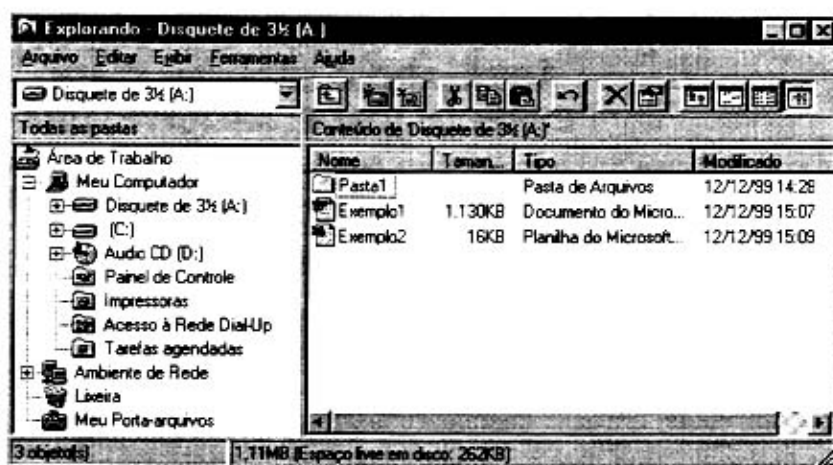 Explorando - Disquete de 3½ (A:)
Arquivo Editar Exibir Ferramentas Ajuda
Disquete de 3½ (A:)
Todas as pastas
Conteúdo de 'Disquete de 3½ (A:)'
Área de Trabalho
Meu Computador
Disquete de 3½ (A:)
(C:)
Audio CD (D:)
Painel de Controle
Impressoras
Acesso à Rede Dial-Up
Tarefas agendadas
Ambiente de Rede
Lixeira
Meu Porta-arquivos
Nome Taman... Tipo Modificado
Pasta1 Pasta de Arquivos 12/12/99 14:28
Exemplo1 1.130KB Documento do Micro... 12/12/99 15:07
Exemplo2 16KB Planilha do Microsoft... 12/12/99 15:09
3 objeto(s) 1,11MB (Espaço livre em disco: 262KB)